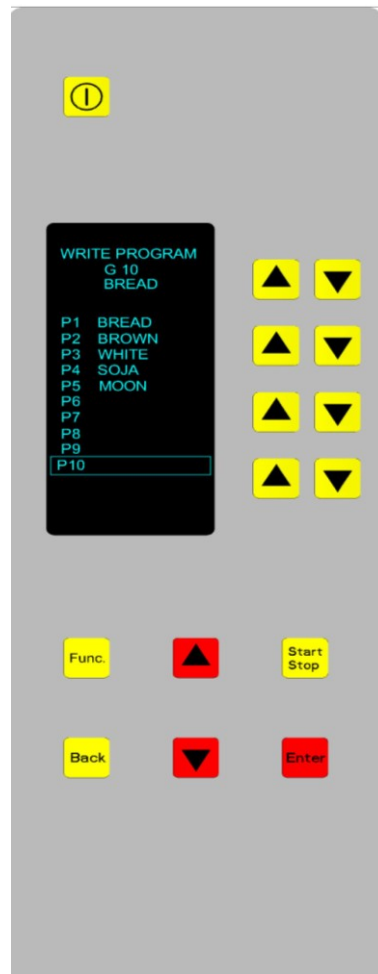 WRITE PROGRAM
G 10
BREAD
P1 BREAD
P2 BROWN
P3 WHITE
P4 SOJA
P5 MOON
P6
P7
P8
P9
P10
Func.
Start
Stop
Back
Enter